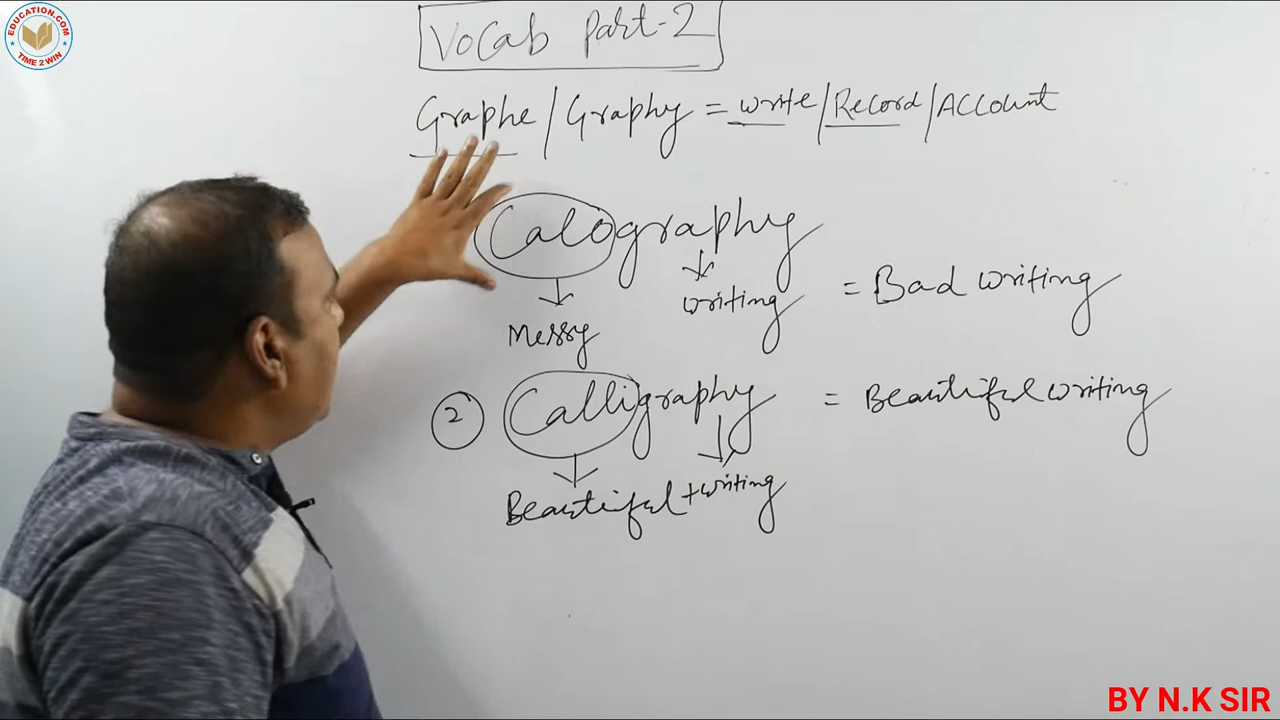 EDUCATION.COM
TIME 2 WIN
Vocab Part-2
Graphe / Graphy = write / Record / Account
Calography
Messy
writing
= Bad writing
2 Calligraphy = Beautiful writing
Beautiful + writing
BY N.K SIR